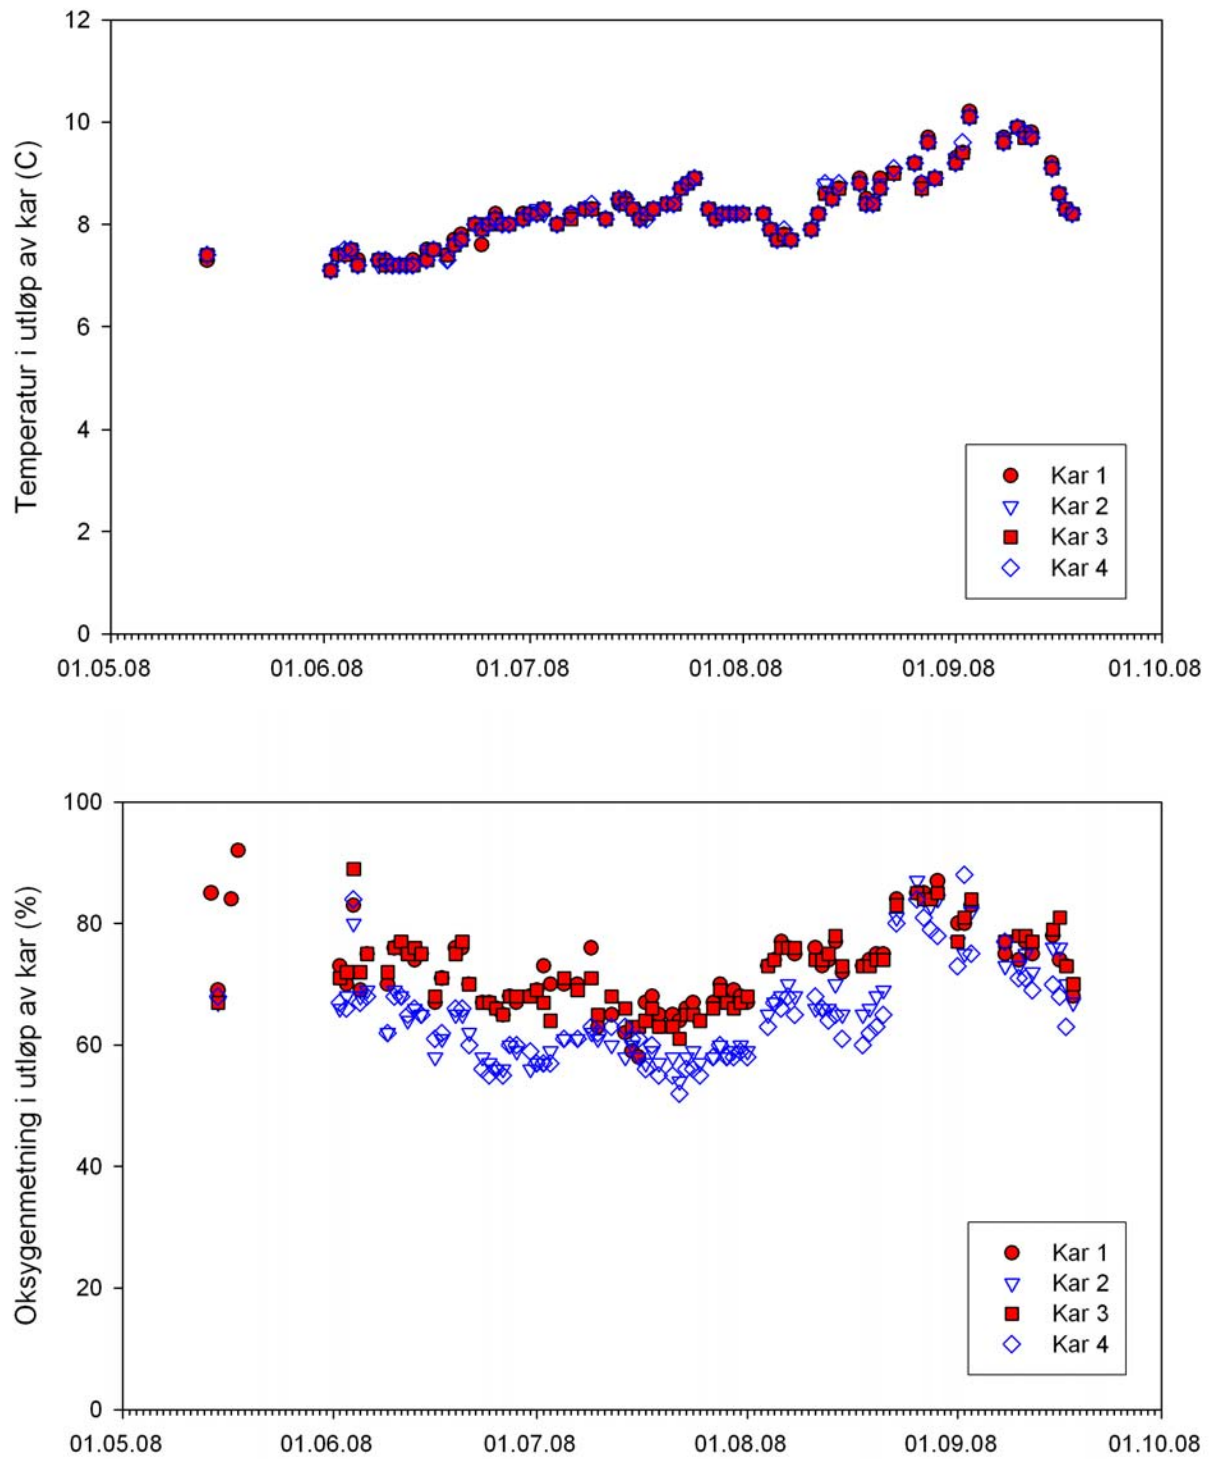 12
10
8
6
4
2
0
Temperatur i utløp av kar (C)
Kar 1
Kar 2
Kar 3
Kar 4
01.05.08 01.06.08 01.07.08 01.08.08 01.09.08 01.10.08
100
80
60
40
20
0
Oksygenmetning i utløp av kar (%)
Kar 1
Kar 2
Kar 3
Kar 4
01.05.08 01.06.08 01.07.08 01.08.08 01.09.08 01.10.08